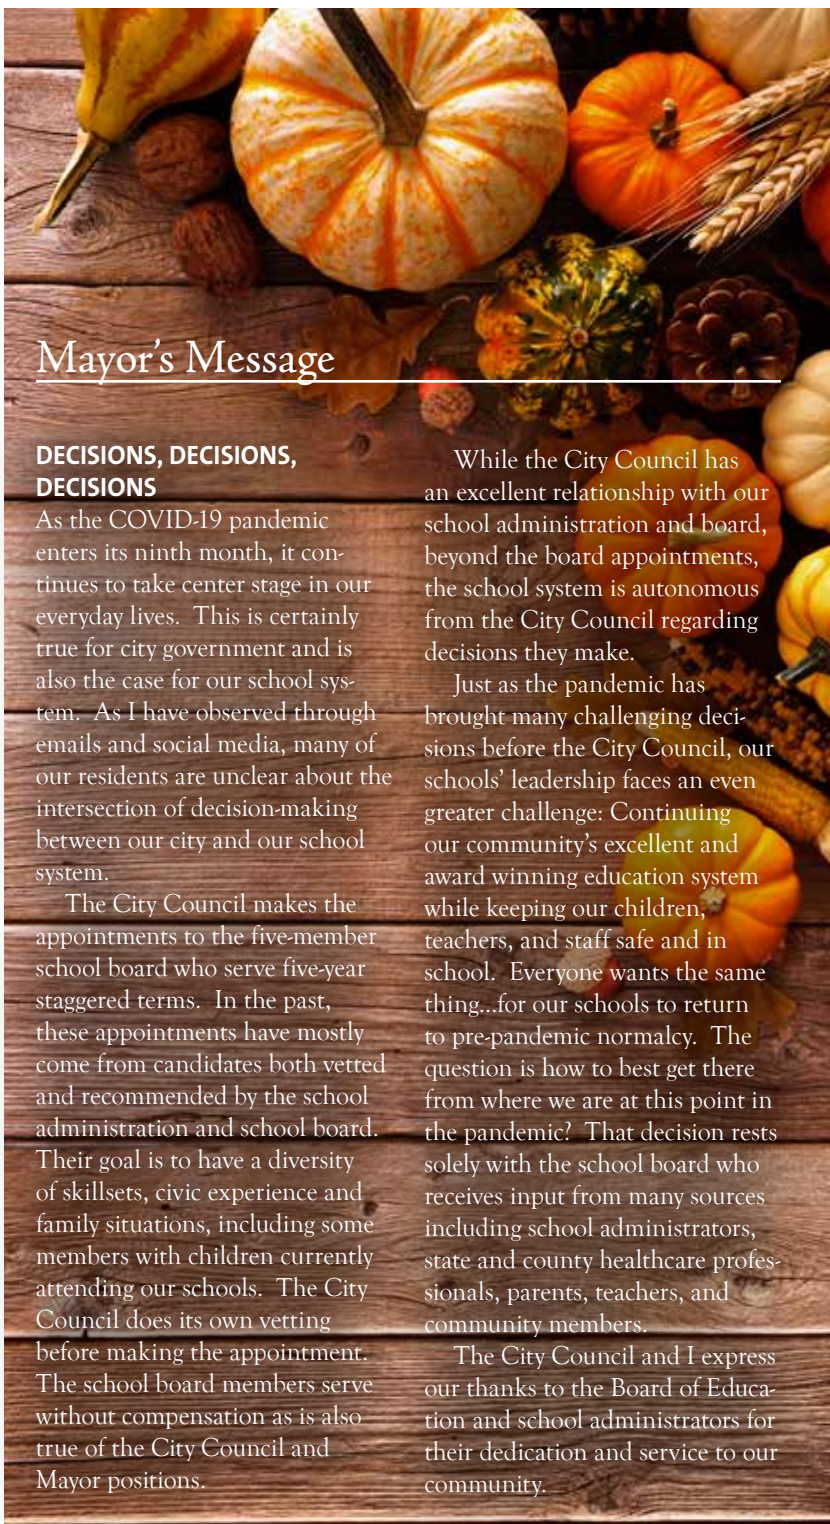 Mayor's Message
DECISIONS, DECISIONS,
DECISIONS
As the COVID-19 pandemic
enters its ninth month, it con-
tinues to take center stage in our
everyday lives.  This is certainly
true for city government and is
also the case for our school sys-
tem.  As I have observed through
emails and social media, many of
our residents are unclear about the
intersection of decision-making
between our city and our school
system.
The City Council makes the
appointments to the five-member
school board who serve five-year
staggered terms.  In the past,
these appointments have mostly
come from candidates both vetted
and recommended by the school
administration and school board.
Their goal is to have a diversity
of skillsets, civic experience and
family situations, including some
members with children currently
attending our schools.  The City
Council does its own vetting
before making the appointment.
The school board members serve
without compensation as is also
true of the City Council and
Mayor positions.
While the City Council has
an excellent relationship with our
school administration and board,
beyond the board appointments,
the school system is autonomous
from the City Council regarding
decisions they make.
Just as the pandemic has
brought many challenging deci-
sions before the City Council, our
schools' leadership faces an even
greater challenge: Continuing
our community's excellent and
award winning education system
while keeping our children,
teachers, and staff safe and in
school.  Everyone wants the same
thing...for our schools to return
to pre-pandemic normalcy.  The
question is how to best get there
from where we are at this point in
the pandemic?  That decision rests
solely with the school board who
receives input from many sources
including school administrators,
state and county healthcare profes-
sionals, parents, teachers, and
community members.
The City Council and I express
our thanks to the Board of Educa-
tion and school administrators for
their dedication and service to our
community.